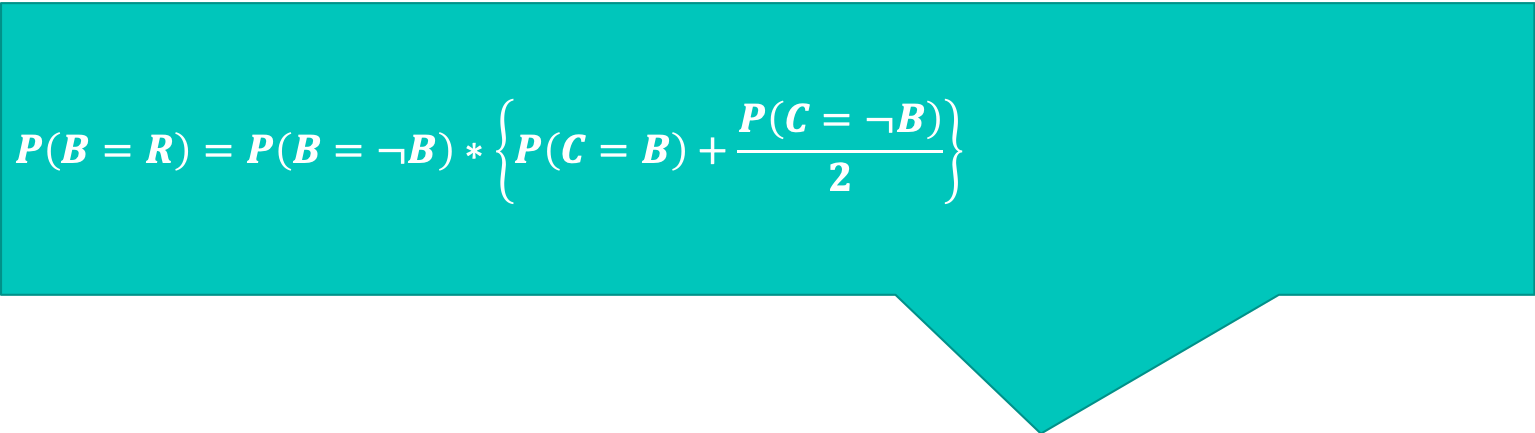 P(B = R) = P(B = ¬B) * {P(C = B) + P(C = ¬B)/2}